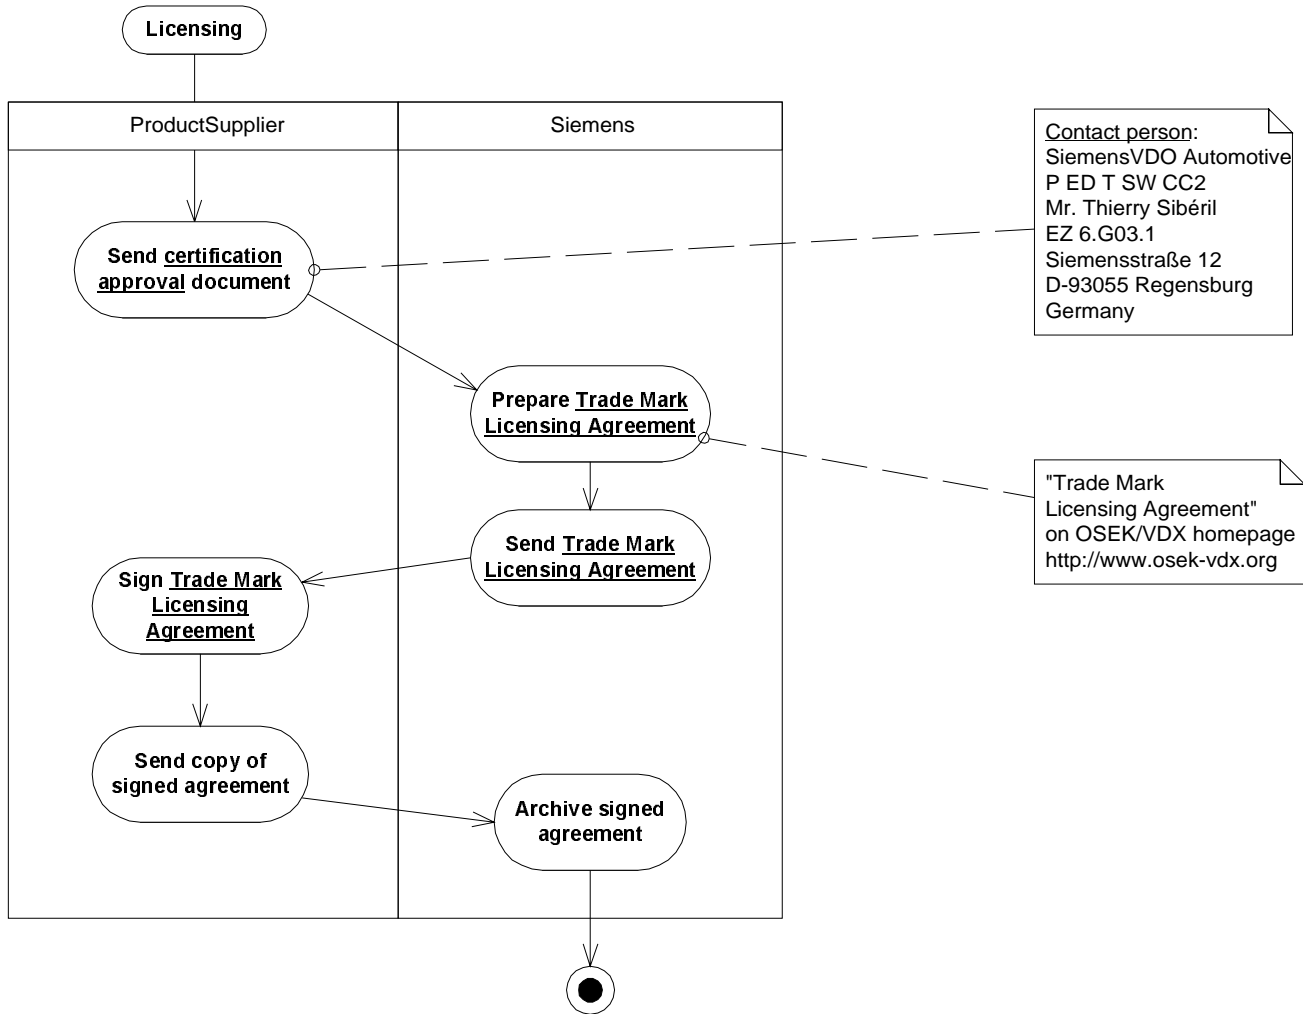 Licensing
ProductSupplier
Siemens
Contact person:
SiemensVDO Automotive
P ED T SW CC2
Mr. Thierry Sibéril
EZ 6.G03.1
Siemensstraße 12
D-93055 Regensburg
Germany
Send certification
approval document
Prepare Trade Mark
Licensing Agreement
"Trade Mark
Licensing Agreement"
on OSEK/VDX homepage
http://www.osek-vdx.org
Send Trade Mark
Licensing Agreement
Sign Trade Mark
Licensing
Agreement
Send copy of
signed agreement
Archive signed
agreement